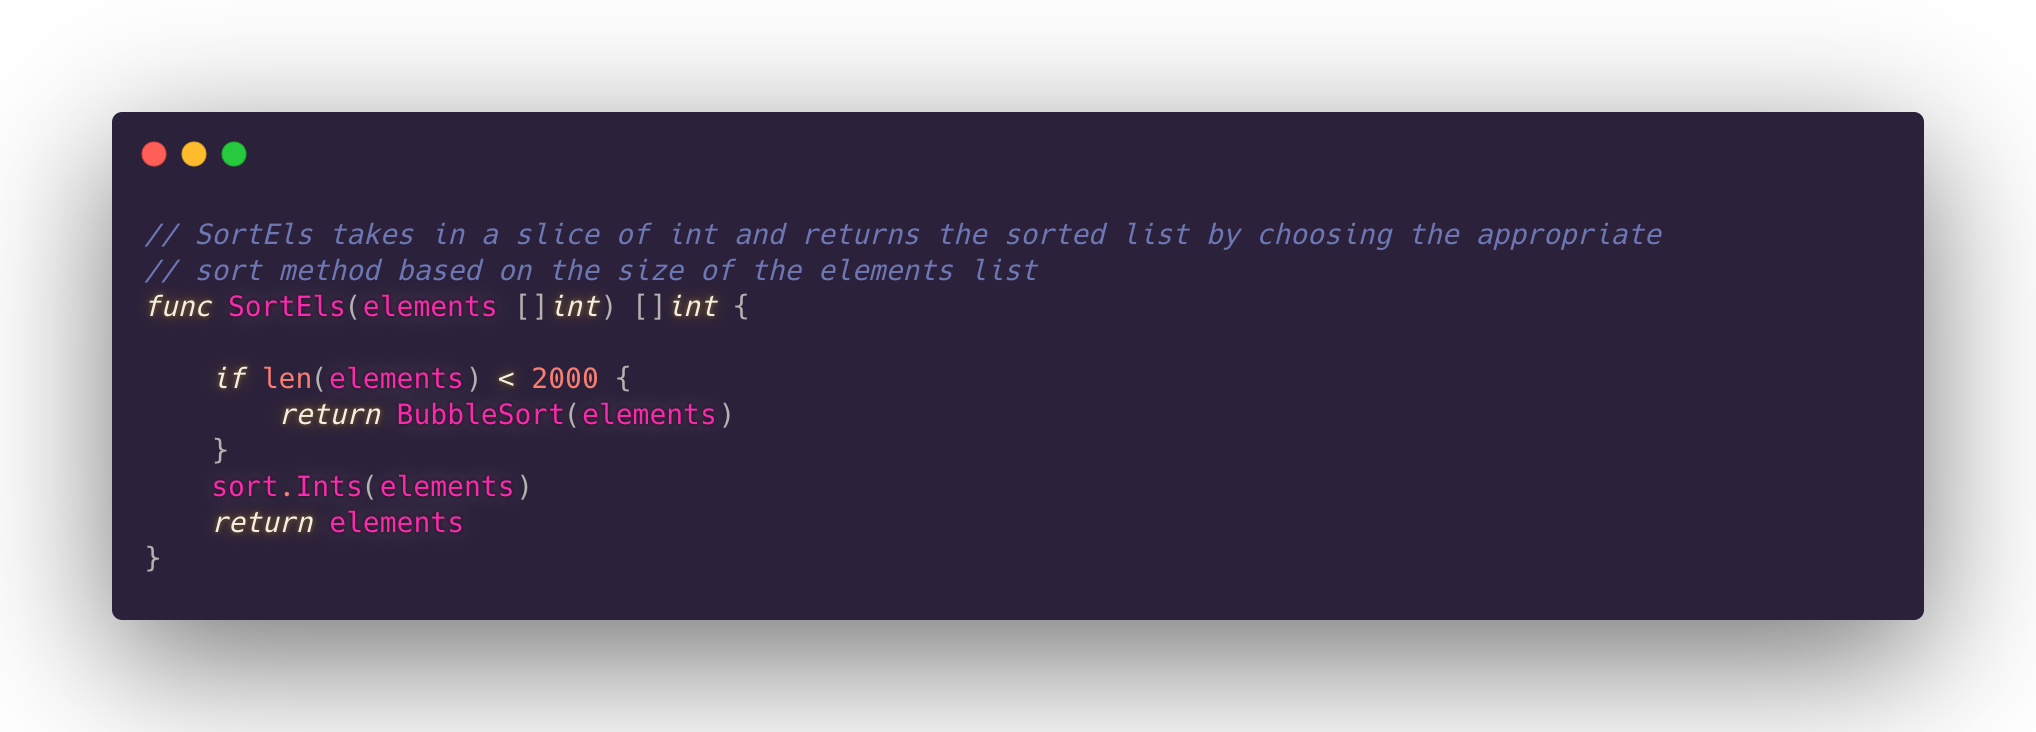 // SortEls takes in a slice of int and returns the sorted list by choosing the appropriate
// sort method based on the size of the elements list
func SortEls(elements []int) []int {
    if len(elements) < 2000 {
        return BubbleSort(elements)
    }
    sort.Ints(elements)
    return elements
}